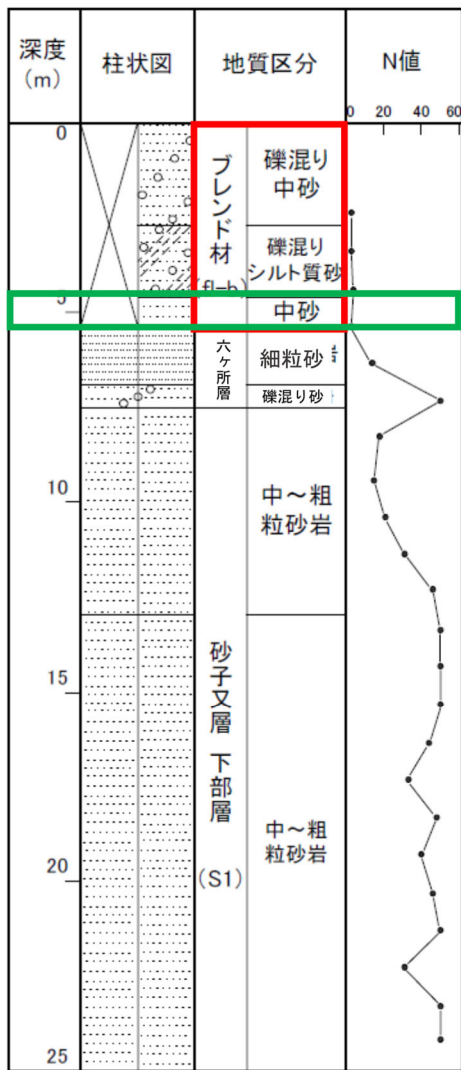 深度
(m)
柱状図
地質区分
N値
0 20 40 60
0
ブレンド材
(fl-b)
礫混り
中砂
礫混り
シルト質砂
5
中砂
六ヶ所層
細粒砂岩
礫混り砂
10
中～粗
粒砂岩
15
砂子又層 下部層
(S1)
中～粗
粒砂岩
20
25